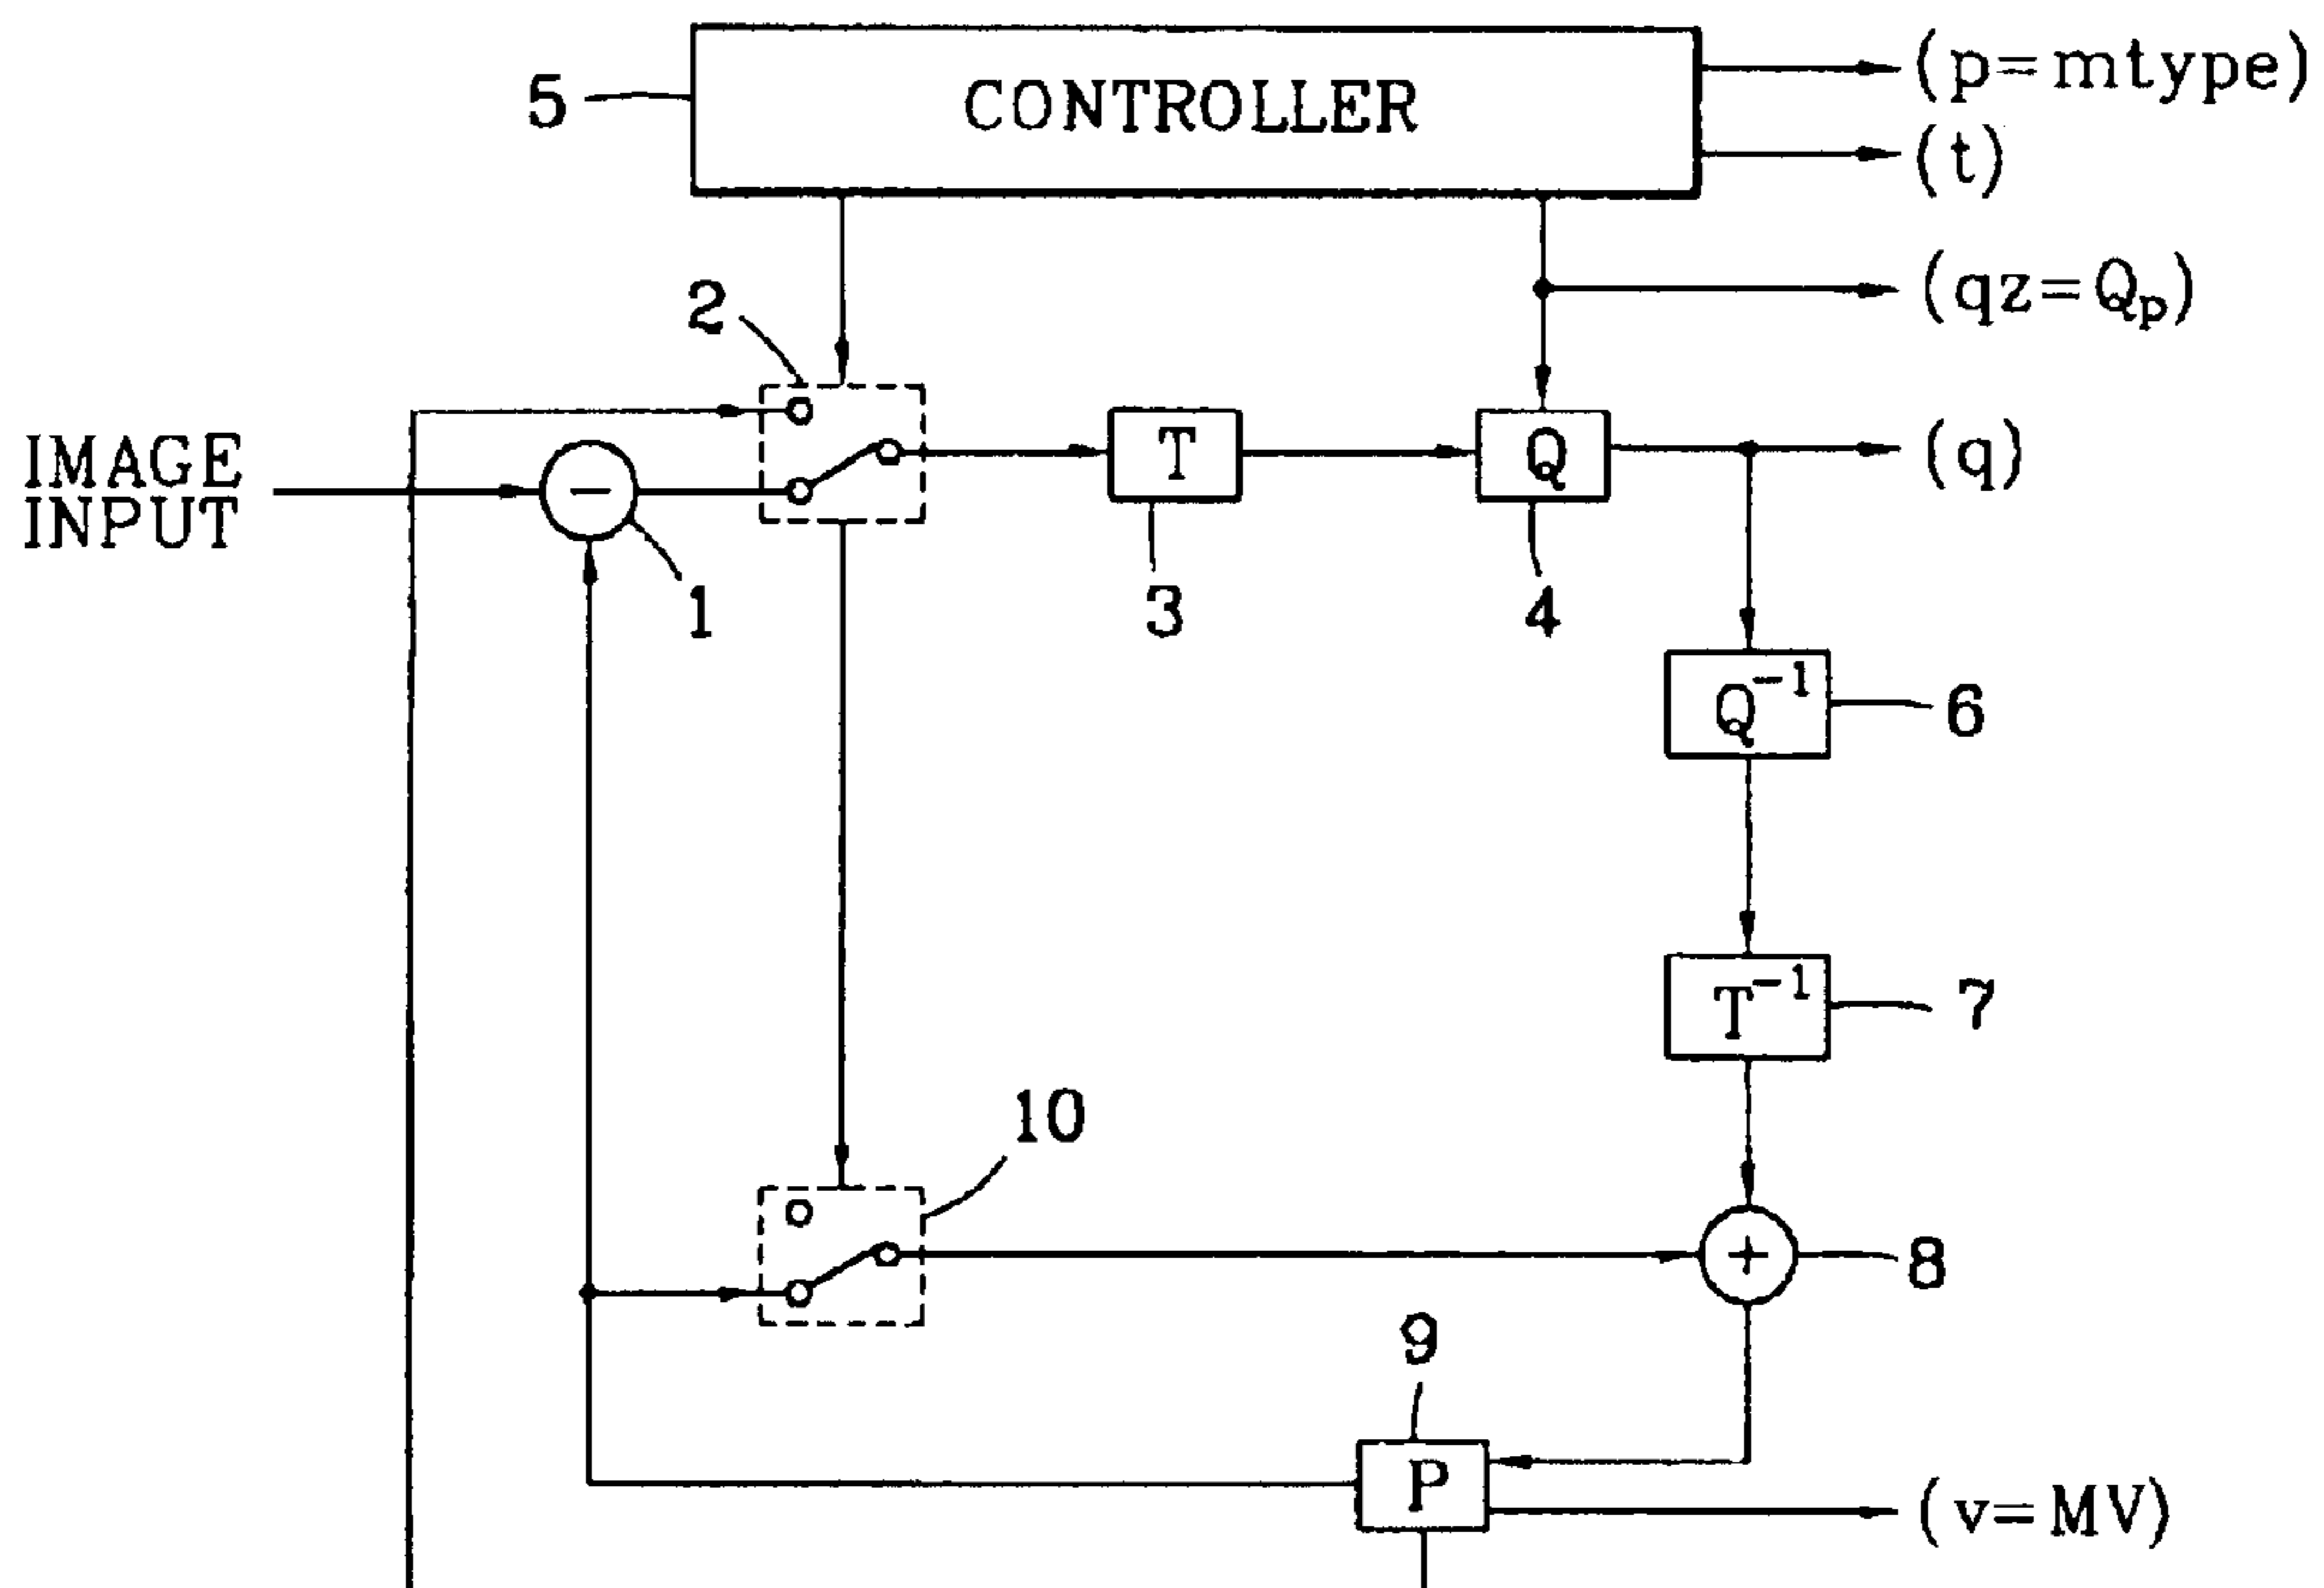 5
CONTROLLER
(p=mtype)
(t)
(qz=Qp)
2
IMAGE
INPUT
−
T
Q
(q)
1
3
4
Q−1
6
T−1
7
10
+
8
9
P
(v=MV)